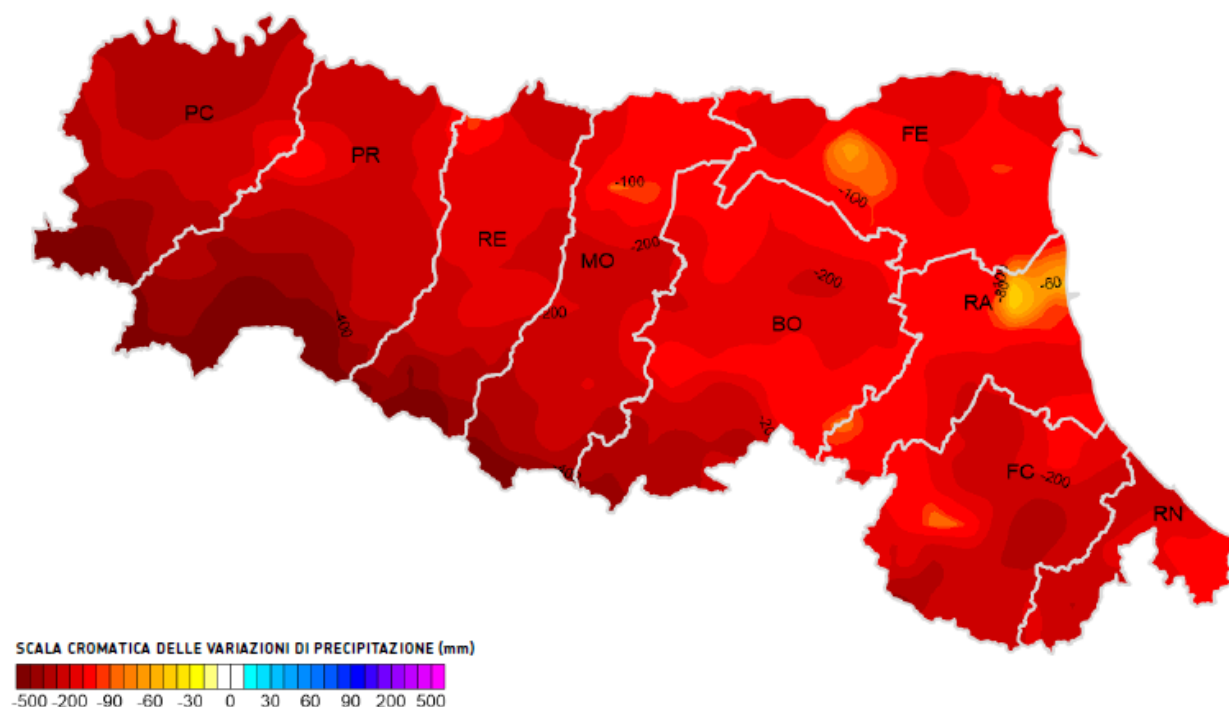 PC
FE
PR
-100
-100
RE
-200
MO
-200
-800
-60
RA
-400
-200
BO
FC
-200
RN
SCALA CROMATICA DELLE VARIAZIONI DI PRECIPITAZIONE (mm)
-500 -200 -90 -60 -30 0 30 60 90 200 500